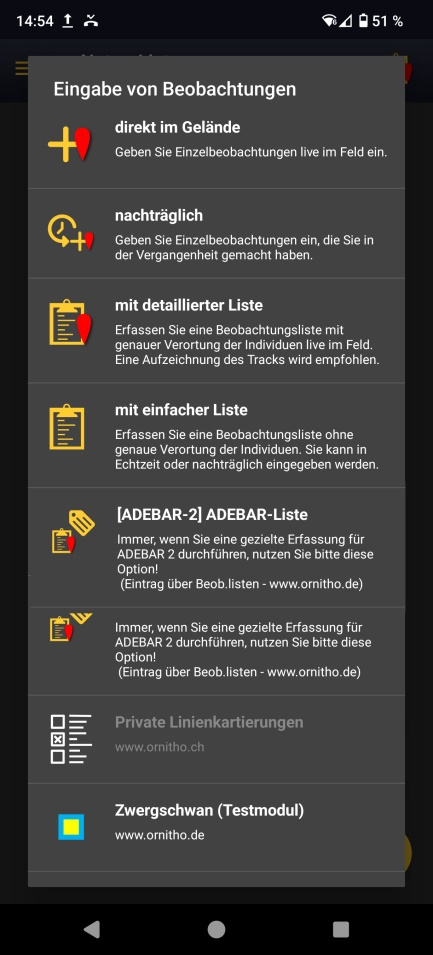 14:54 51 %
Eingabe von Beobachtungen
direkt im Gelände
Geben Sie Einzelbeobachtungen live im Feld ein.
nachträglich
Geben Sie Einzelbeobachtungen ein, die Sie in
der Vergangenheit gemacht haben.
mit detaillierter Liste
Erfassen Sie eine Beobachtungsliste mit
genauer Verortung der Individuen live im Feld.
Eine Aufzeichnung des Tracks wird empfohlen.
mit einfacher Liste
Erfassen Sie eine Beobachtungsliste ohne
genaue Verortung der Individuen. Sie kann in
Echtzeit oder nachträglich eingegeben werden.
[ADEBAR-2] ADEBAR-Liste
Immer, wenn Sie eine gezielte Erfassung für
ADEBAR 2 durchführen, nutzen Sie bitte diese
Option!
(Eintrag über Beob.listen - www.ornitho.de)
Immer, wenn Sie eine gezielte Erfassung für
ADEBAR 2 durchführen, nutzen Sie bitte diese
Option!
(Eintrag über Beob.listen - www.ornitho.de)
Private Linienkartierungen
www.ornitho.ch
Zwergschwan (Testmodul)
www.ornitho.de